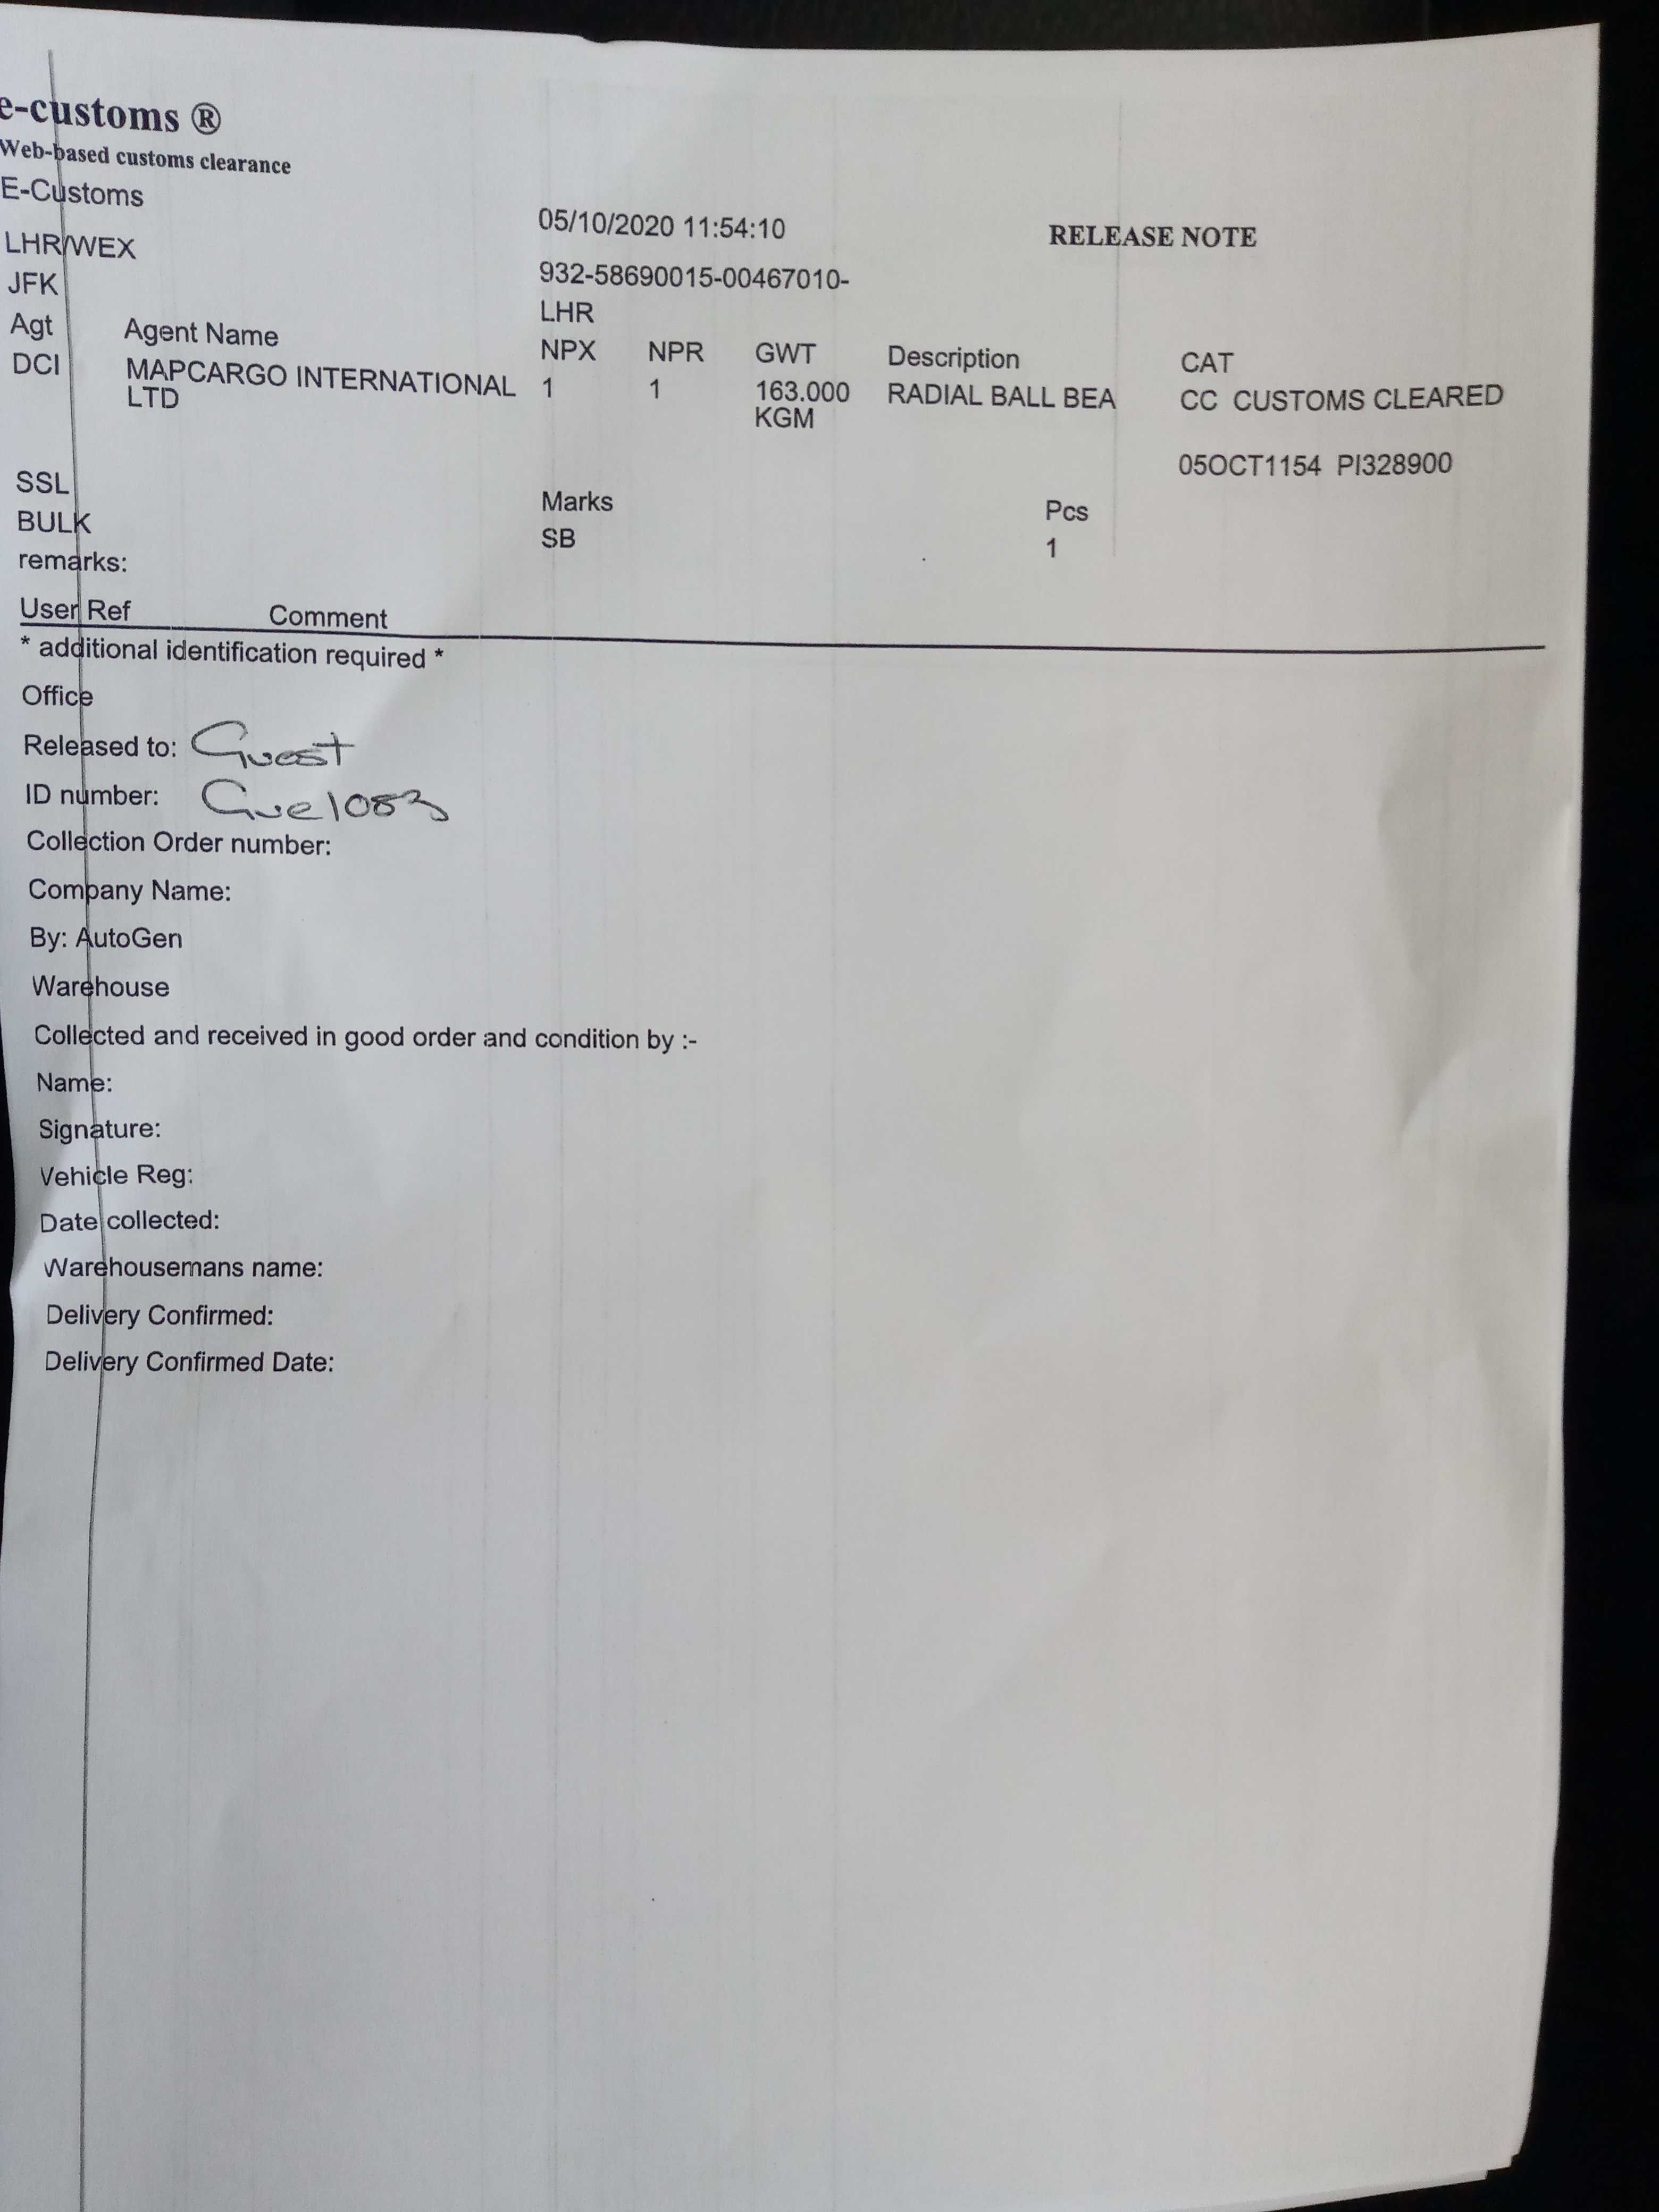 e-customs ®
Web-based customs clearance
E-Customs
05/10/2020 11:54:10
RELEASE NOTE
LHR/WEX
932-58690015-00467010-
LHR
JFK
Agt Agent Name NPX NPR GWT Description CAT
DCI MAPCARGO INTERNATIONAL 1 1 163.000 RADIAL BALL BEA CC CUSTOMS CLEARED
LTD KGM
05OCT1154 PI328900
SSL Marks Pcs
BULK SB 1
remarks:
User Ref Comment
* additional identification required *
Office
Released to: Guest
ID number: Gue1083
Collection Order number:
Company Name:
By: AutoGen
Warehouse
Collected and received in good order and condition by :-
Name:
Signature:
Vehicle Reg:
Date collected:
Warehousemans name:
Delivery Confirmed:
Delivery Confirmed Date: